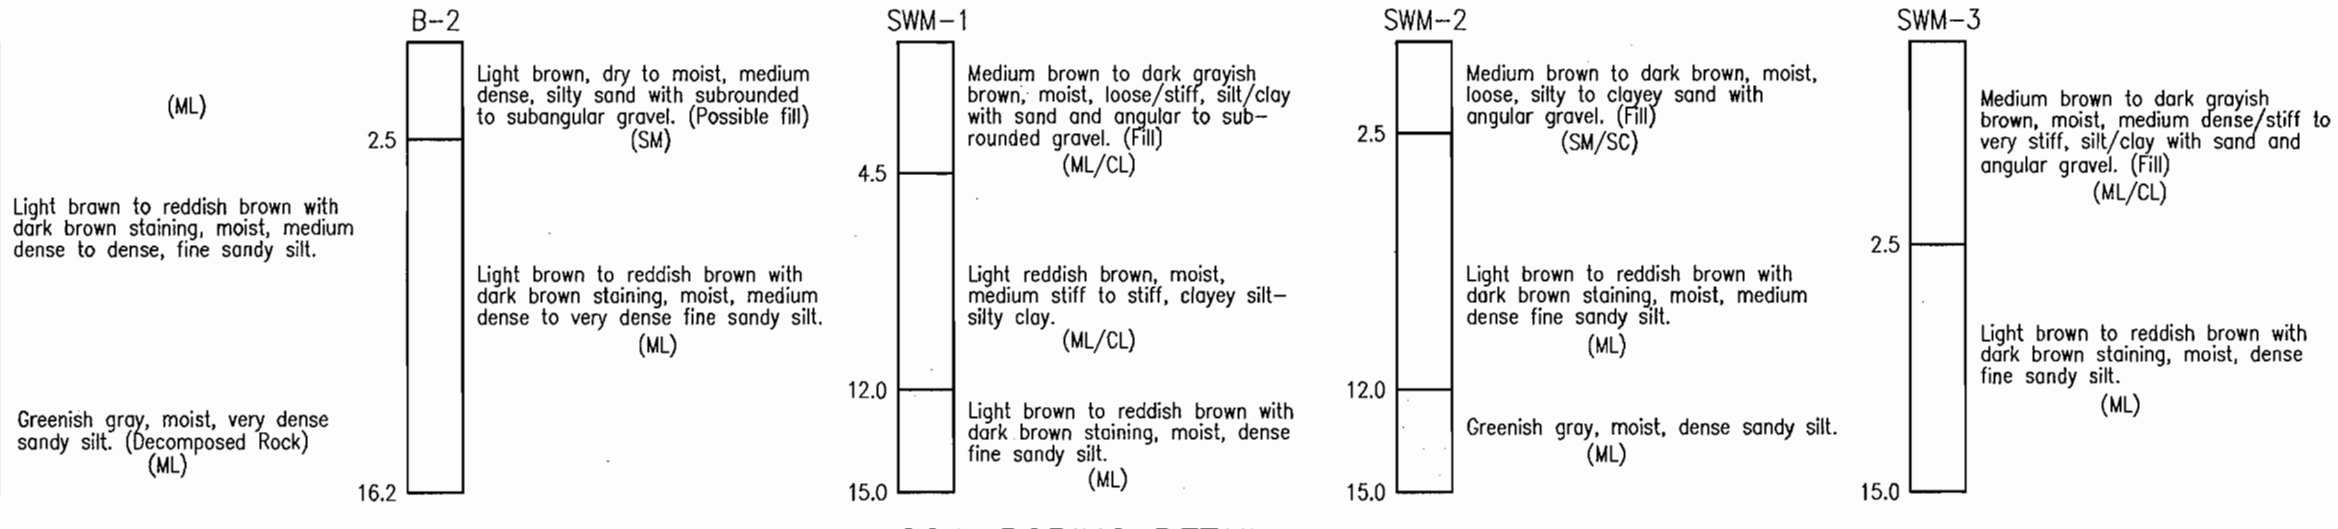 (ML)
Light brawn to reddish brown with
dark brown staining, moist, medium
dense to dense, fine sandy silt.
Greenish gray, moist, very dense
sandy silt. (Decomposed Rock)
(ML)
B-2
Light brown, dry to moist, medium
dense, silty sand with subrounded
to subangular gravel. (Possible fill)
(SM)
2.5
Light brown to reddish brown with
dark brown staining, moist, medium
dense to very dense fine sandy silt.
(ML)
16.2
SWM-1
Medium brown to dark grayish
brown, moist, loose/stiff, silt/clay
with sand and angular to sub-
rounded gravel. (Fill)
(ML/CL)
4.5
Light reddish brown, moist,
medium stiff to stiff, clayey silt-
silty clay.
(ML/CL)
12.0
Light brown to reddish brown with
dark brown staining, moist, dense
fine sandy silt.
(ML)
15.0
SWM-2
Medium brown to dark brown, moist,
loose, silty to clayey sand with
angular gravel. (Fill)
(SM/SC)
2.5
Light brown to reddish brown with
dark brown staining, moist, medium
dense fine sandy silt.
(ML)
12.0
Greenish gray, moist, dense sandy silt.
(ML)
15.0
SWM-3
Medium brown to dark grayish
brown, moist, medium dense/stiff to
very stiff, silt/clay with sand and
angular gravel. (Fill)
(ML/CL)
2.5
Light brown to reddish brown with
dark brown staining, moist, dense
fine sandy silt.
(ML)
15.0